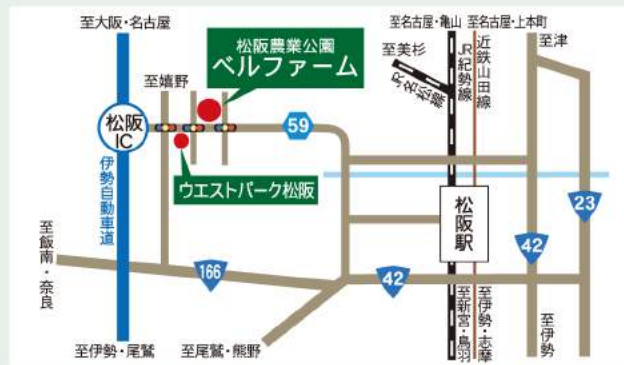 至大阪・名古屋
松阪農業公園
ベルファーム
至名古屋・亀山
至名古屋・上本町
至嬉野
至美杉
JR名松線
JR紀勢線
近鉄山田線
至津
松阪
IC
59
ウエストパーク松阪
伊勢自動車道
松阪駅
23
42
至飯南・奈良
166
42
至伊勢・尾鷲
至尾鷲・熊野
至新宮・鳥羽
至伊勢・志摩
至伊勢